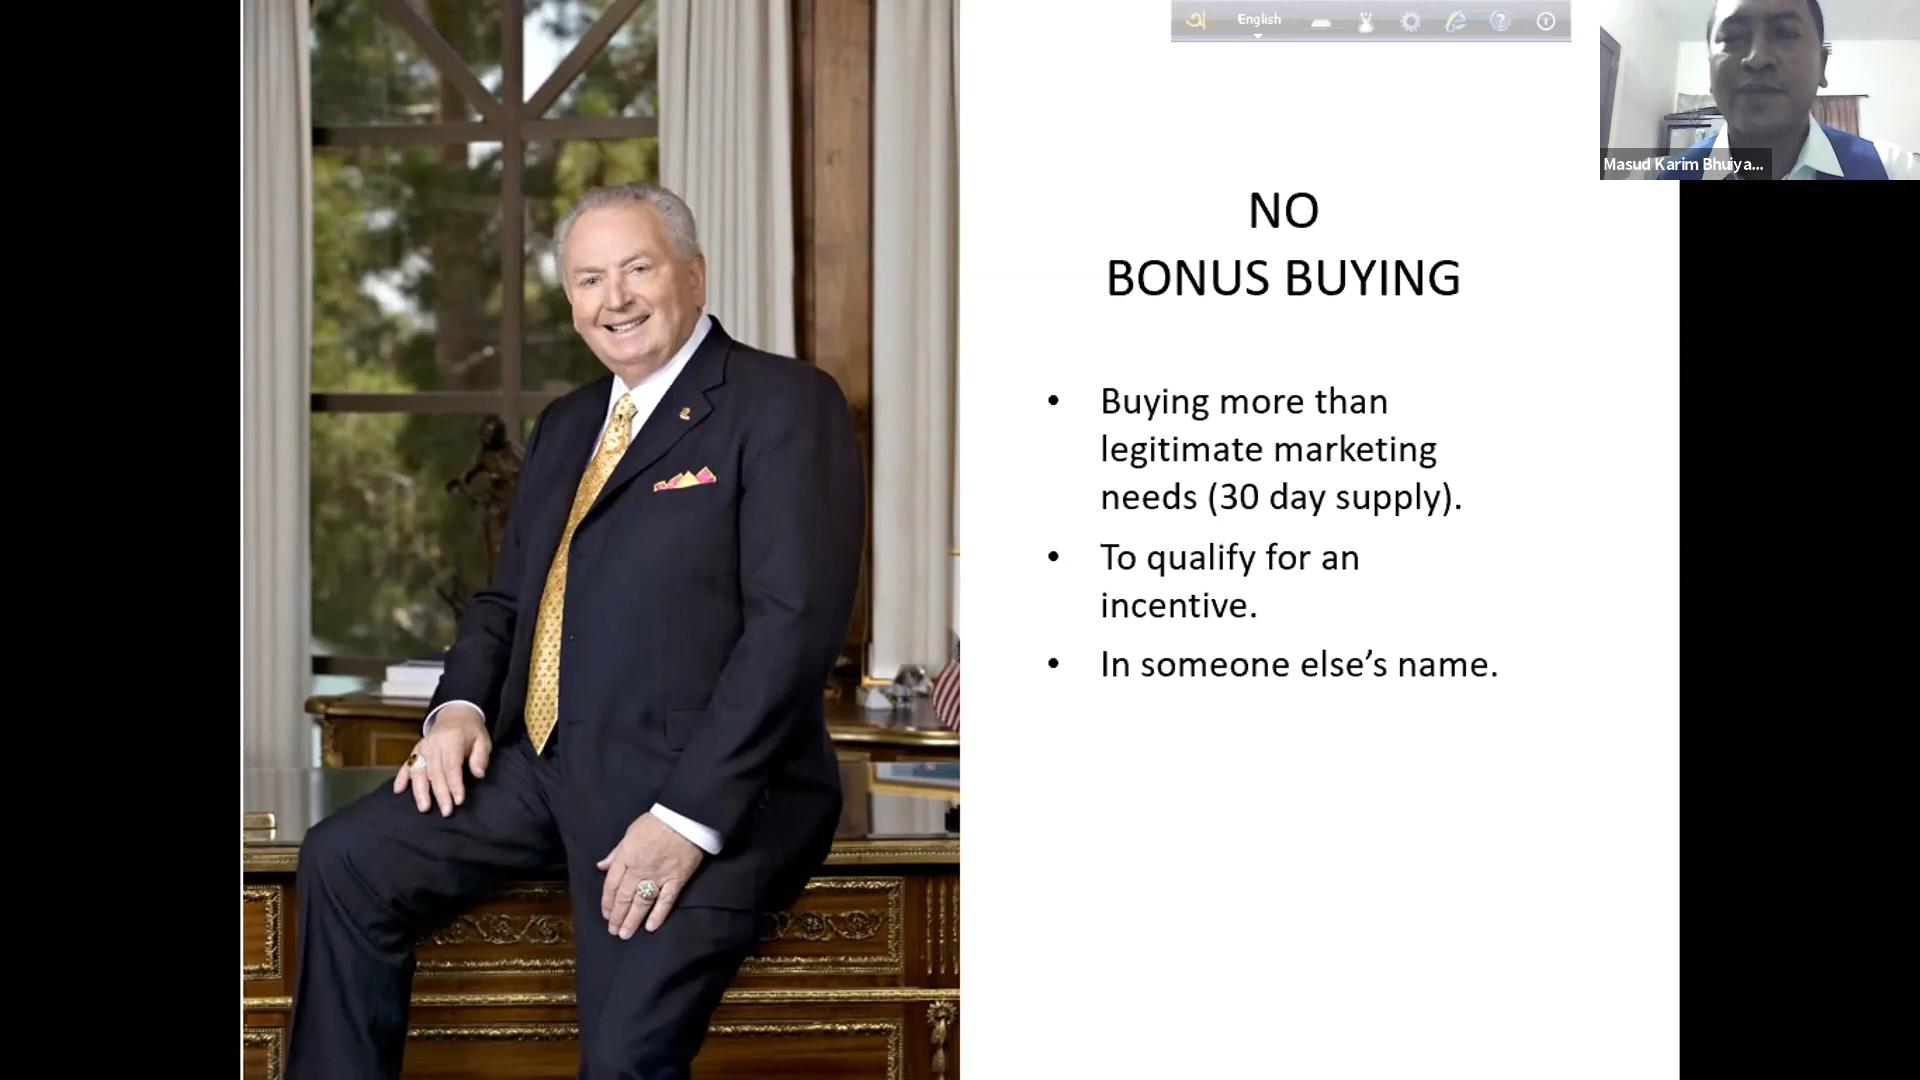 অ English
Masud Karim Bhuiya...
NO
BONUS BUYING
• Buying more than
legitimate marketing
needs (30 day supply).
• To qualify for an
incentive.
• In someone else’s name.